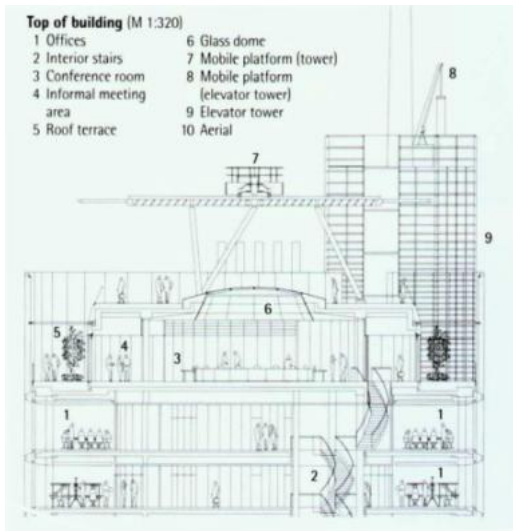 Top of building (M 1:320)
1 Offices
2 Interior stairs
3 Conference room
4 Informal meeting
area
5 Roof terrace
6 Glass dome
7 Mobile platform (tower)
8 Mobile platform
(elevator tower)
9 Elevator tower
10 Aerial
8
7
9
6
5
4
3
1
1
2
1